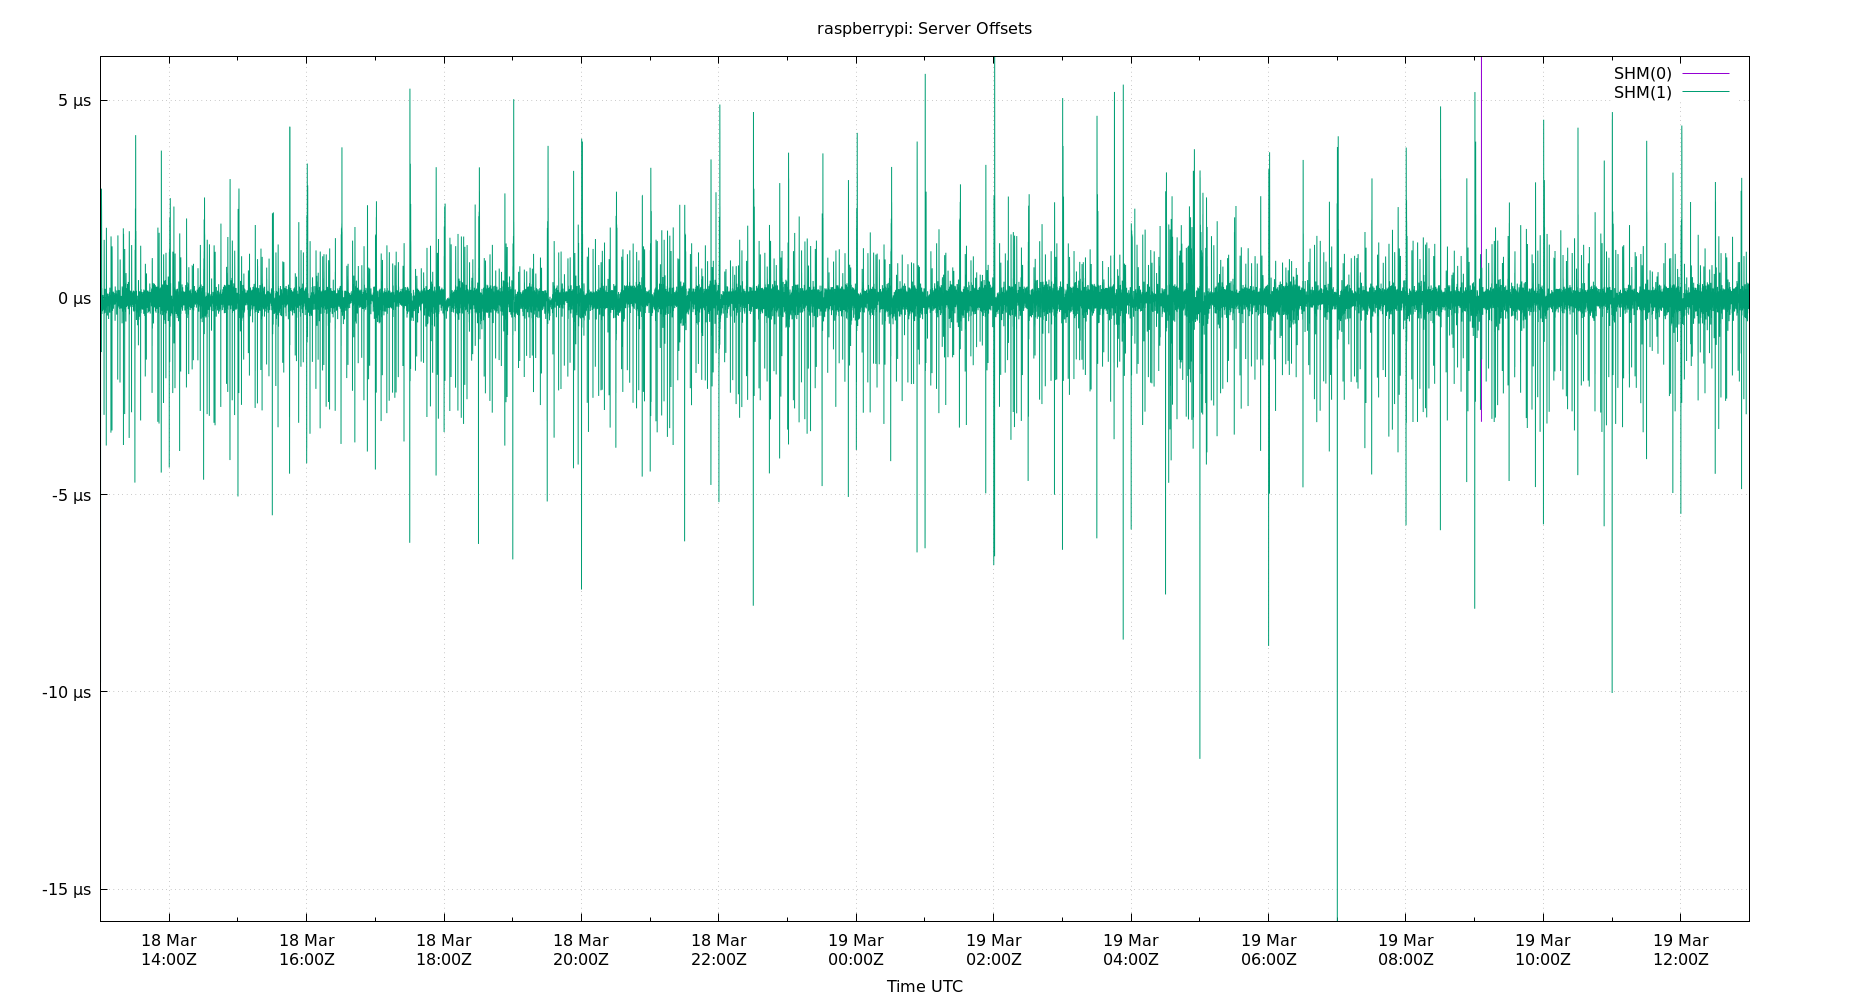 raspberrypi: Server Offsets
SHM(0)
SHM(1)
5 µs
0 µs
-5 µs
-10 µs
-15 µs
18 Mar 18 Mar 18 Mar 18 Mar 18 Mar 19 Mar 19 Mar 19 Mar 19 Mar 19 Mar 19 Mar 19 Mar
14:00Z 16:00Z 18:00Z 20:00Z 22:00Z 00:00Z 02:00Z 04:00Z 06:00Z 08:00Z 10:00Z 12:00Z
Time UTC